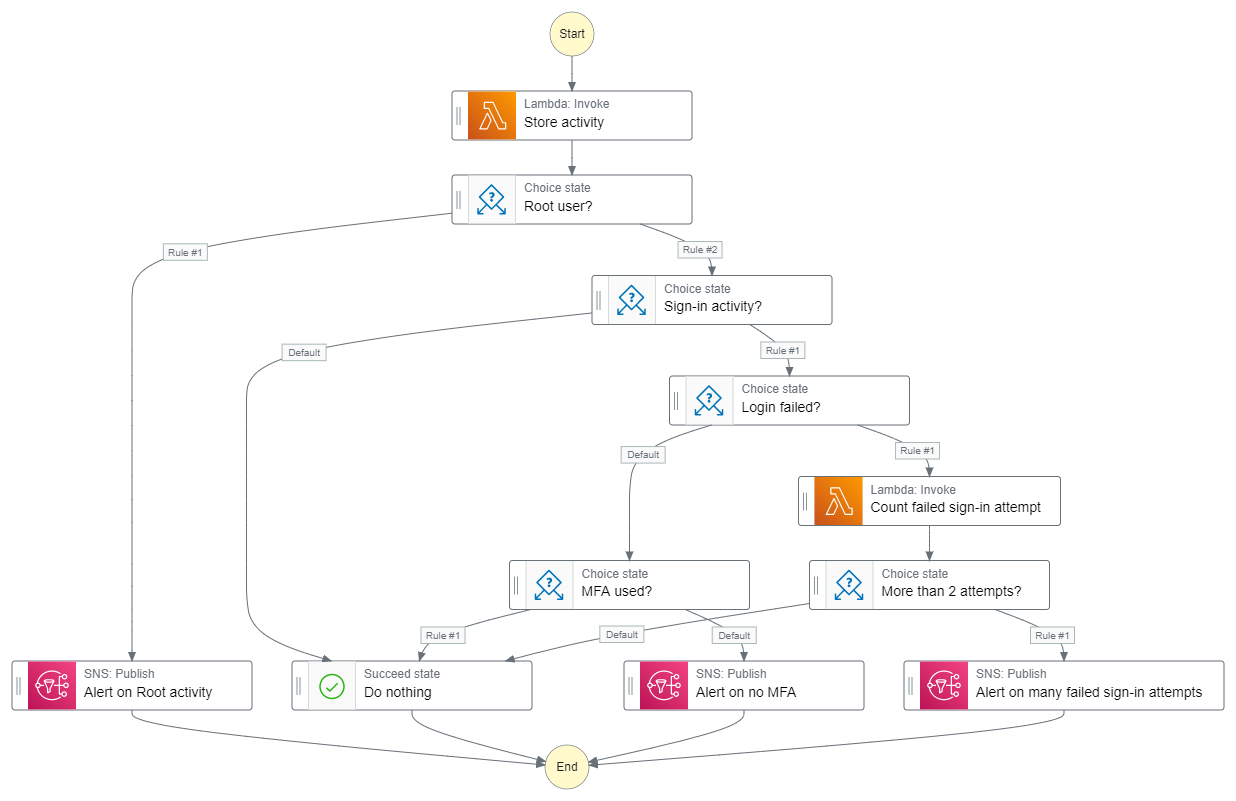 Start
Lambda: Invoke
Store activity
Choice state
Root user?
Rule #1
Rule #2
Choice state
Sign-in activity?
Default
Rule #1
Choice state
Login failed?
Default
Rule #1
Lambda: Invoke
Count failed sign-in attempt
Choice state
MFA used?
Choice state
More than 2 attempts?
Rule #1
Default
Default
Rule #1
SNS: Publish
Alert on Root activity
Succeed state
Do nothing
SNS: Publish
Alert on no MFA
SNS: Publish
Alert on many failed sign-in attempts
End